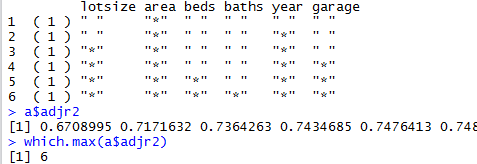 lotsize area beds baths year garage
1 ( 1 ) " " "*" " " " " " " " "
2 ( 1 ) " " "*" " " " " "*" " "
3 ( 1 ) "*" "*" " " " " "*" " "
4 ( 1 ) "*" "*" " " " " "*" "*"
5 ( 1 ) "*" "*" "*" " " "*" "*"
6 ( 1 ) "*" "*" "*" "*" "*" "*"
> a$adjr2
[1] 0.6708995 0.7171632 0.7364263 0.7434685 0.7476413 0.748
> which.max(a$adjr2)
[1] 6